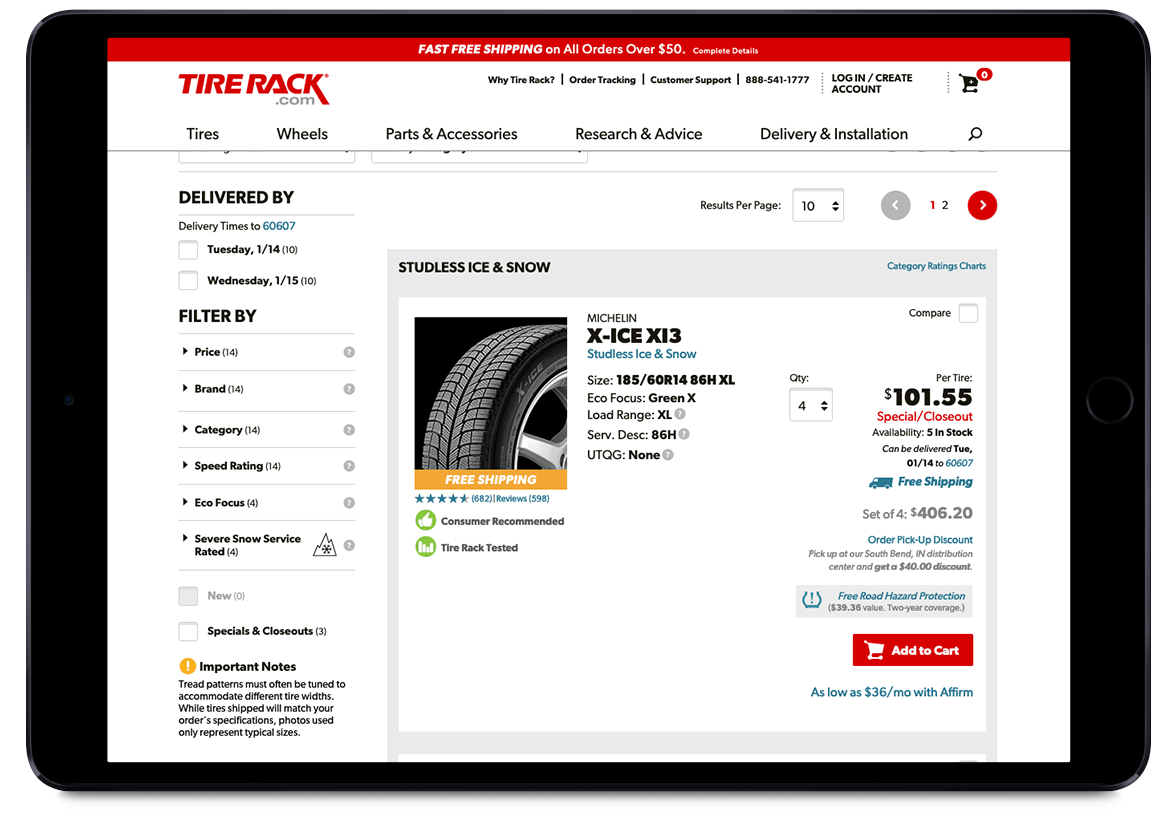 FAST FREE SHIPPING on All Orders Over $50. Complete Details
TIRE RACK
.com
Why Tire Rack? | Order Tracking | Customer Support | 888-541-1777
LOG IN / CREATE
ACCOUNT
0
Tires
Wheels
Parts & Accessories
Research & Advice
Delivery & Installation
DELIVERED BY
Delivery Times to 60607
Tuesday, 1/14 (10)
Wednesday, 1/15 (10)
FILTER BY
Price (14) ?
Brand (14) ?
Category (14) ?
Speed Rating (14) ?
Eco Focus (4) ?
Severe Snow Service
Rated (4) ?
New (0)
Specials & Closeouts (3)
! Important Notes
Tread patterns must often be tuned to
accommodate different tire widths.
While tires shipped will match your
order`s specifications, photos used
only represent typical sizes.
Results Per Page: 10
< 1 2 >
STUDLESS ICE & SNOW
Category Ratings Charts
Compare
X-ICE
FREE SHIPPING
(682)|Reviews (598)
Consumer Recommended
Tire Rack Tested
MICHELIN
X-ICE XI3
Studless Ice & Snow
Size: 185/60R14 86H XL
Eco Focus: Green X
Load Range: XL ?
Serv. Desc: 86H ?
UTQG: None ?
Qty:
4
Per Tire:
$101.55
Special/Closeout
Availability: 5 In Stock
Can be delivered Tue,
01/14 to 60607
Free Shipping
Set of 4: $406.20
Order Pick-Up Discount
Pick up at our South Bend, IN distribution
center and get a $40.00 discount.
Free Road Hazard Protection
($39.36 value. Two-year coverage.)
Add to Cart
As low as $36/mo with Affirm